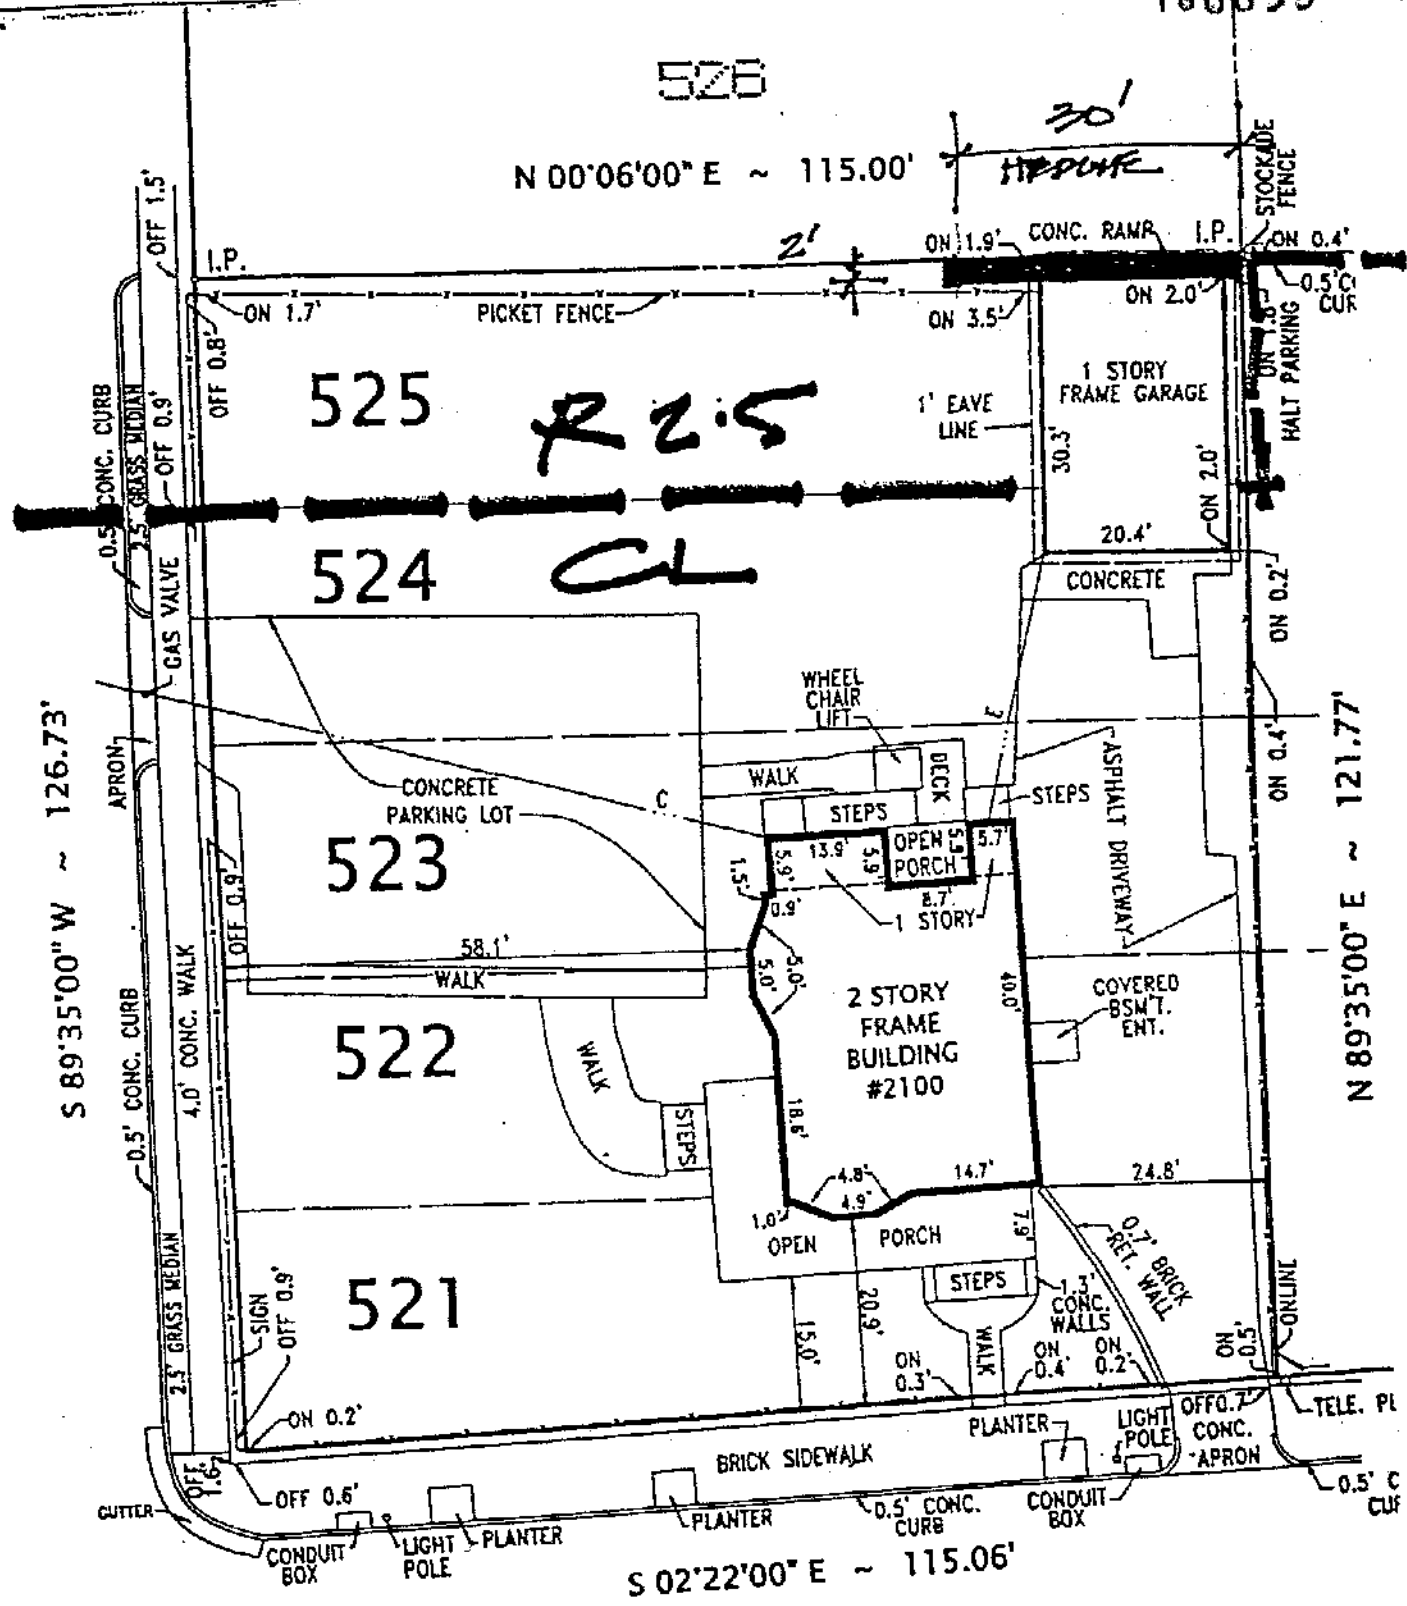 526
30'
N 00°06'00" E ~ 115.00'
STOCKADE
FENCE
OFF 1.5'
I.P.
2'
ON 1.9'
CONC. RAMP
I.P.
ON 0.4'
ON 1.7'
PICKET FENCE
ON 3.5'
ON 2.0'
OFF 0.8'
ON 1.8'
HALT PARKING
525
R 2.5
1' EAVE
LINE
1 STORY
FRAME GARAGE
0.5' CONC. CURB
2.5' GRASS MEDIAN
OFF 0.9'
30.3'
ON 2.0'
524
CL
20.4'
CONCRETE
GAS VALVE
ON 0.2'
WHEEL
CHAIR
LIFT
S 89°35'00" W ~ 126.73'
APRON
N 89°35'00" E ~ 121.77'
ON 0.4'
ASPHALT DRIVEWAY
CONCRETE
PARKING LOT
C
WALK
DECK
STEPS
STEPS
523
13.9'
5.9'
5.9'
OPEN
PORCH
5.7'
1.5'
0.9'
8.7'
1 STORY
OFF 0.9'
58.1'
WALK
5.0'
5.0'
40.0'
522
2 STORY
FRAME
BUILDING
#2100
COVERED
BSM'T.
ENT.
0.5' CONC. CURB
4.0' CONC. WALK
WALK
STEPS
18.6'
4.8'
14.7'
24.8'
1.0'
4.9'
7.9'
OPEN PORCH
0.7' BRICK
RET. WALL
521
2.5' GRASS MEDIAN
SIGN
OFF 0.9'
15.0'
20.9'
STEPS
1.3'
CONC.
WALLS
WALK
ON
0.3'
ON
0.4'
ON
0.2'
ON
0.5'
ONLINE
ON 0.2'
PLANTER
LIGHT
POLE
OFF 0.7'
CONC.
APRON
TELE.
OFF
1.6'
OFF 0.6'
BRICK SIDEWALK
GUTTER
CONDUIT
BOX
LIGHT
POLE
PLANTER
PLANTER
0.5' CONC.
CURB
CONDUIT
BOX
0.5'
S 02°22'00" E ~ 115.06'